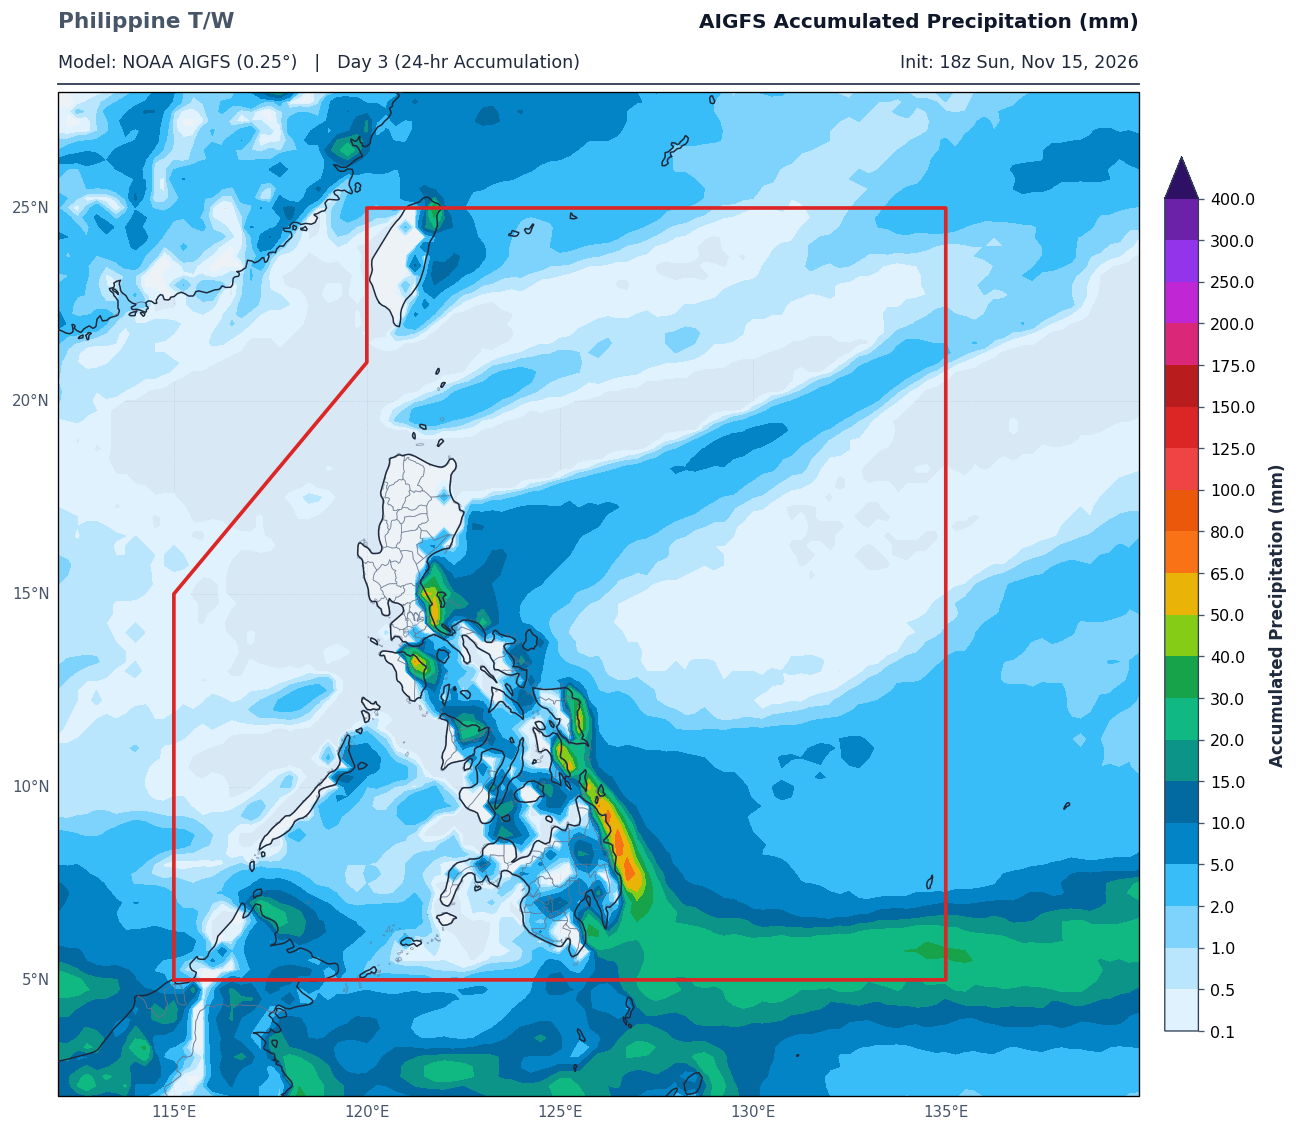 Philippine T/W
AIGFS Accumulated Precipitation (mm)
Model: NOAA AIGFS (0.25°)   |   Day 3 (24-hr Accumulation)
Init: 18z Sun, Nov 15, 2026
25°N
20°N
15°N
10°N
5°N
115°E
120°E
125°E
130°E
135°E
400.0
300.0
250.0
200.0
175.0
150.0
125.0
100.0
80.0
65.0
50.0
40.0
30.0
20.0
15.0
10.0
5.0
2.0
1.0
0.5
0.1
Accumulated Precipitation (mm)